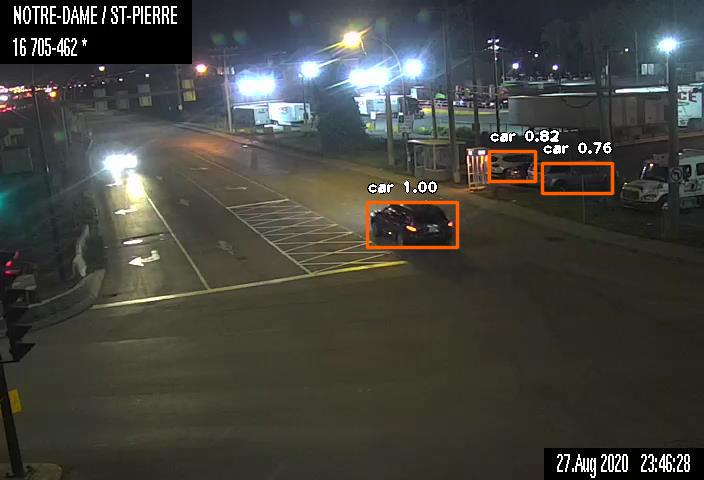 NOTRE-DAME / ST-PIERRE
16 705-462 *
car 0.82
car 0.76
car 1.00
27.Aug 2020 23:46:28